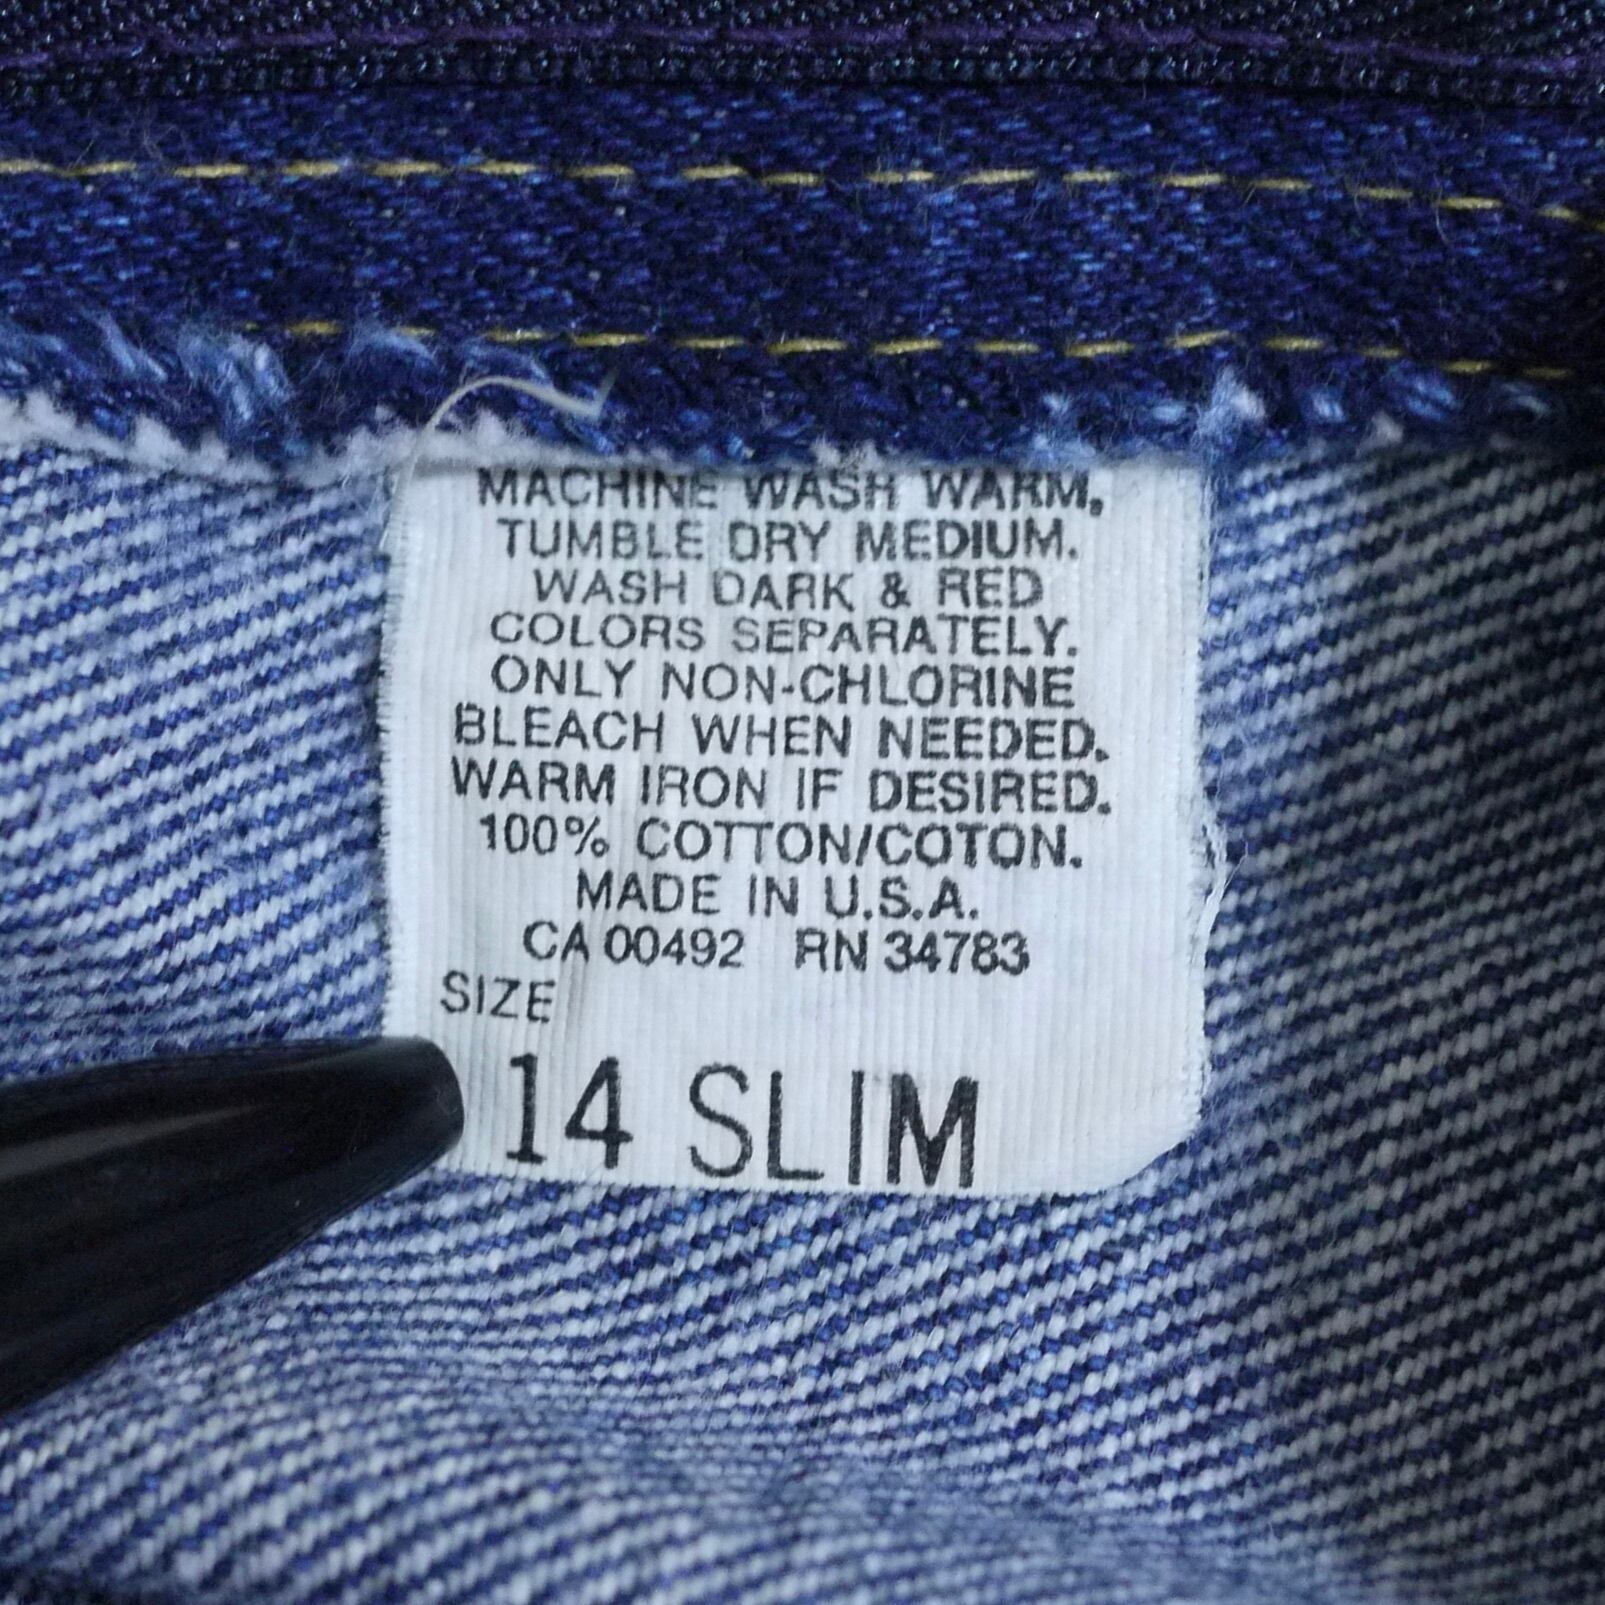 MACHINE WASH WARM,
TUMBLE DRY MEDIUM.
WASH DARK & RED
COLORS SEPARATELY.
ONLY NON-CHLORINE
BLEACH WHEN NEEDED.
WARM IRON IF DESIRED.
100% COTTON/COTON.
MADE IN U.S.A.
CA 00492 RN 34783
SIZE
14 SLIM